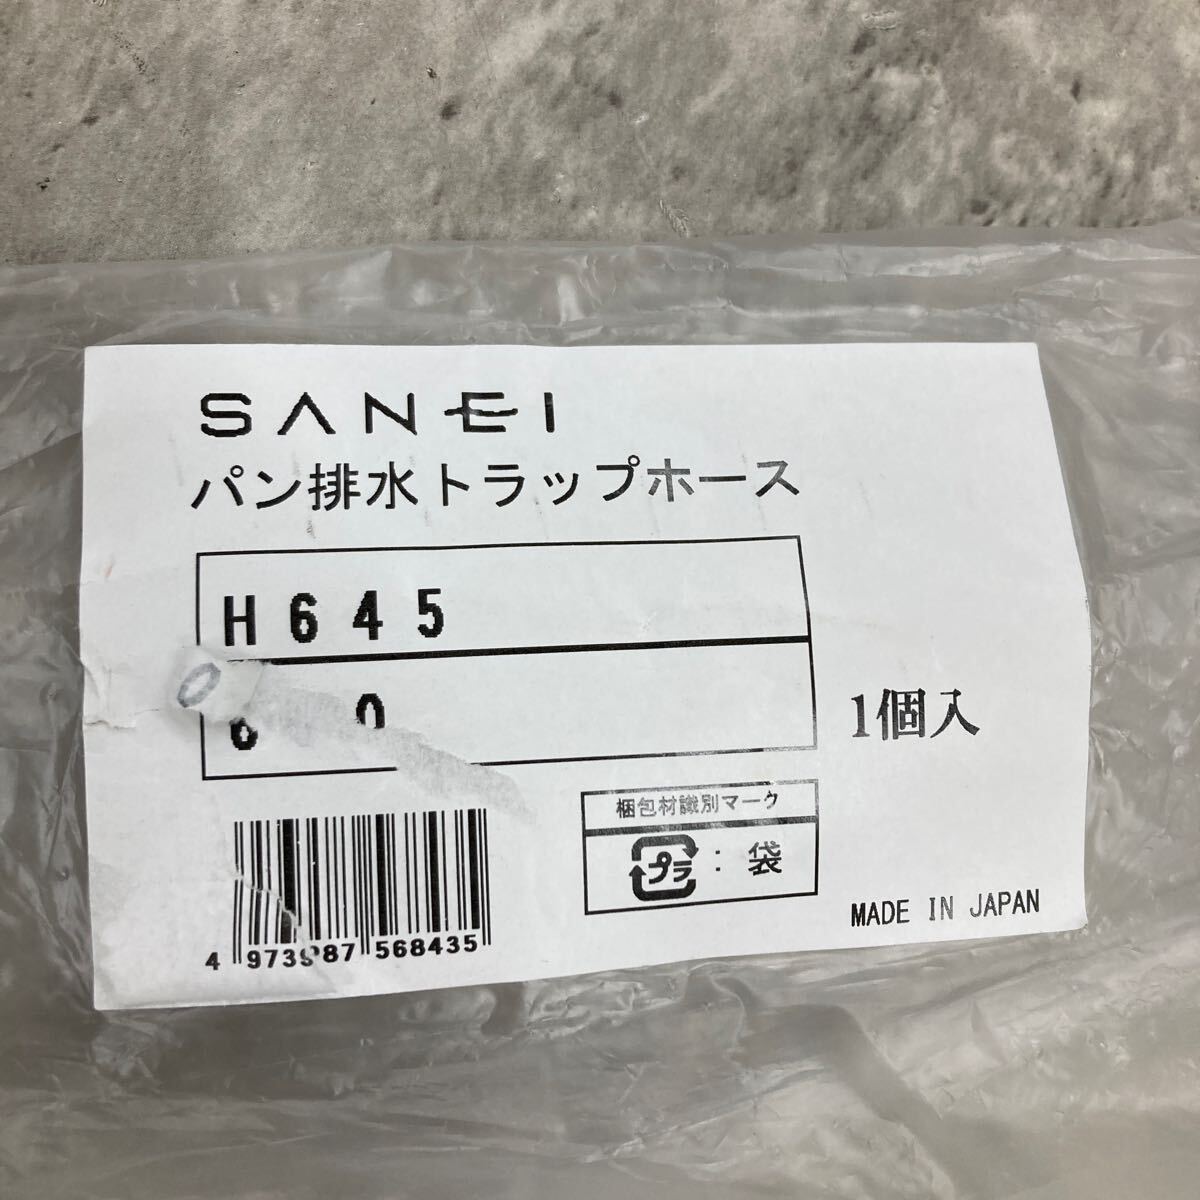 SANEI
パン排水トラップホース
H645
1個入
梱包材識別マーク
プラ : 袋
MADE IN JAPAN
4 973987 568435